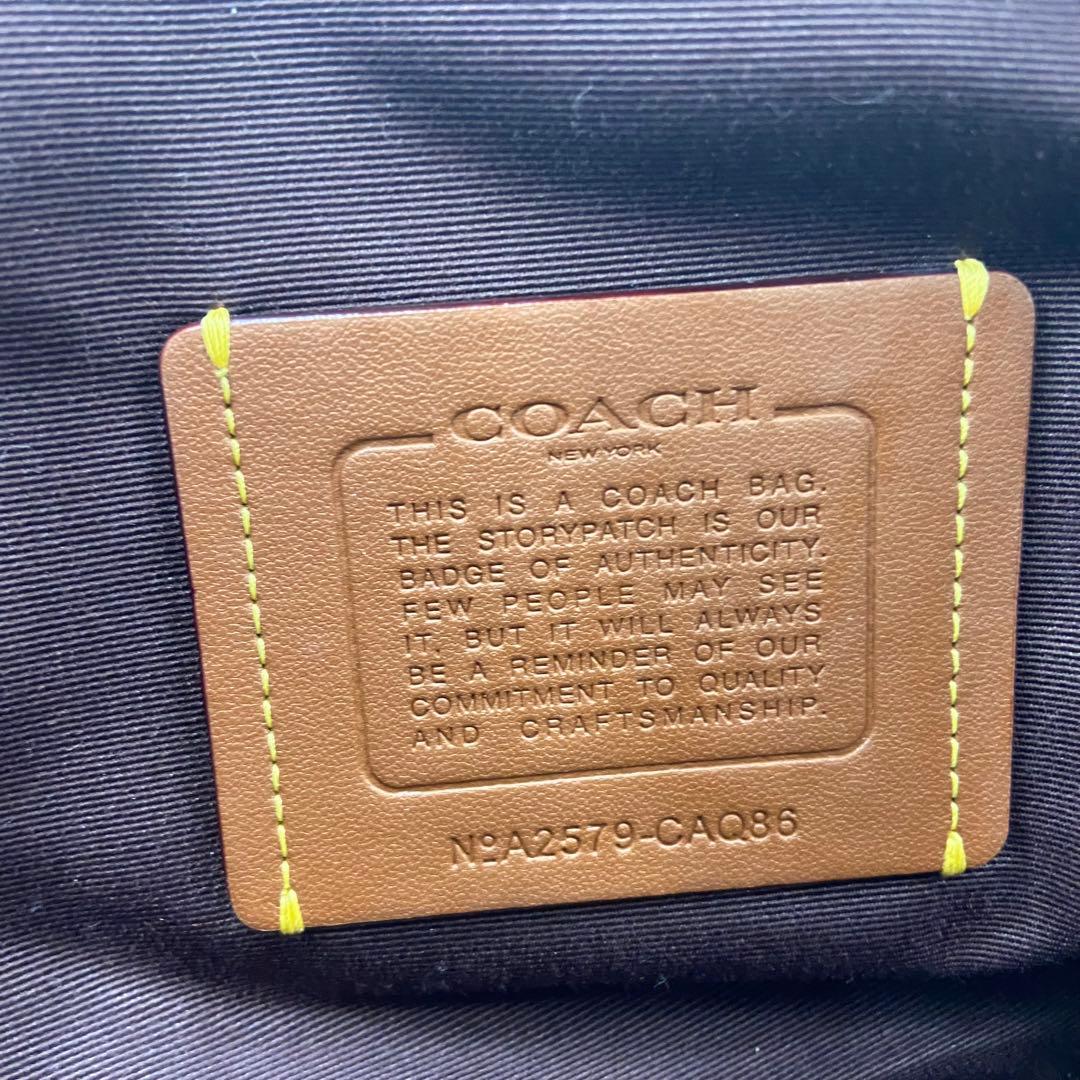 COACH
NEW YORK
THIS IS A COACH BAG.
THE STORYPATCH IS OUR
BADGE OF AUTHENTICITY.
FEW PEOPLE MAY SEE
IT. BUT IT WILL ALWAYS
BE A REMINDER OF OUR
COMMITMENT TO QUALITY
AND CRAFTSMANSHIP.
NºA2579-CAQ86